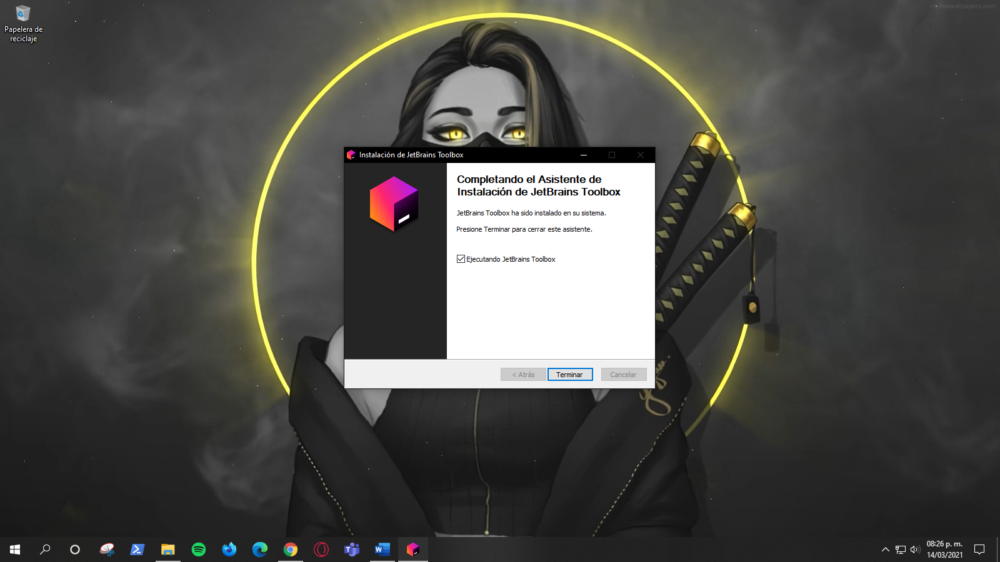 mylivewallpapers.com
Papelera de
reciclaje
Instalación de JetBrains Toolbox
Completando el Asistente de
Instalación de JetBrains Toolbox
JetBrains Toolbox ha sido instalado en su sistema.
Presione Terminar para cerrar este asistente.
Ejecutando JetBrains Toolbox
< Atrás
Terminar
Cancelar
08:26 p. m.
14/03/2021